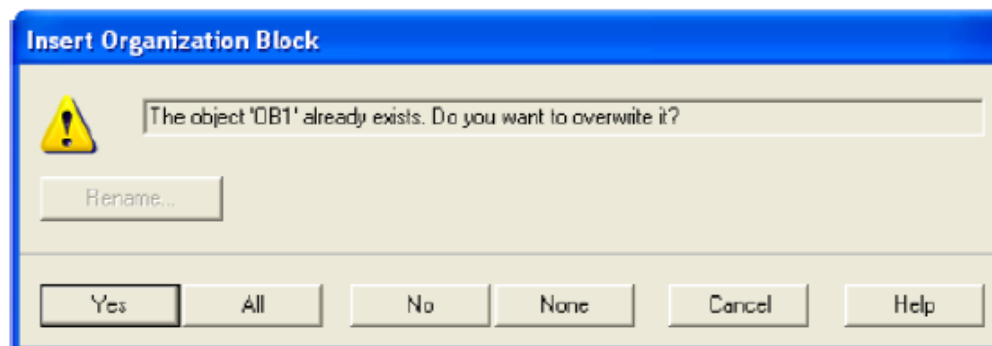 Insert Organization Block
The object 'OB1' already exists. Do you want to overwrite it?
Rename...
Yes All No None Cancel Help